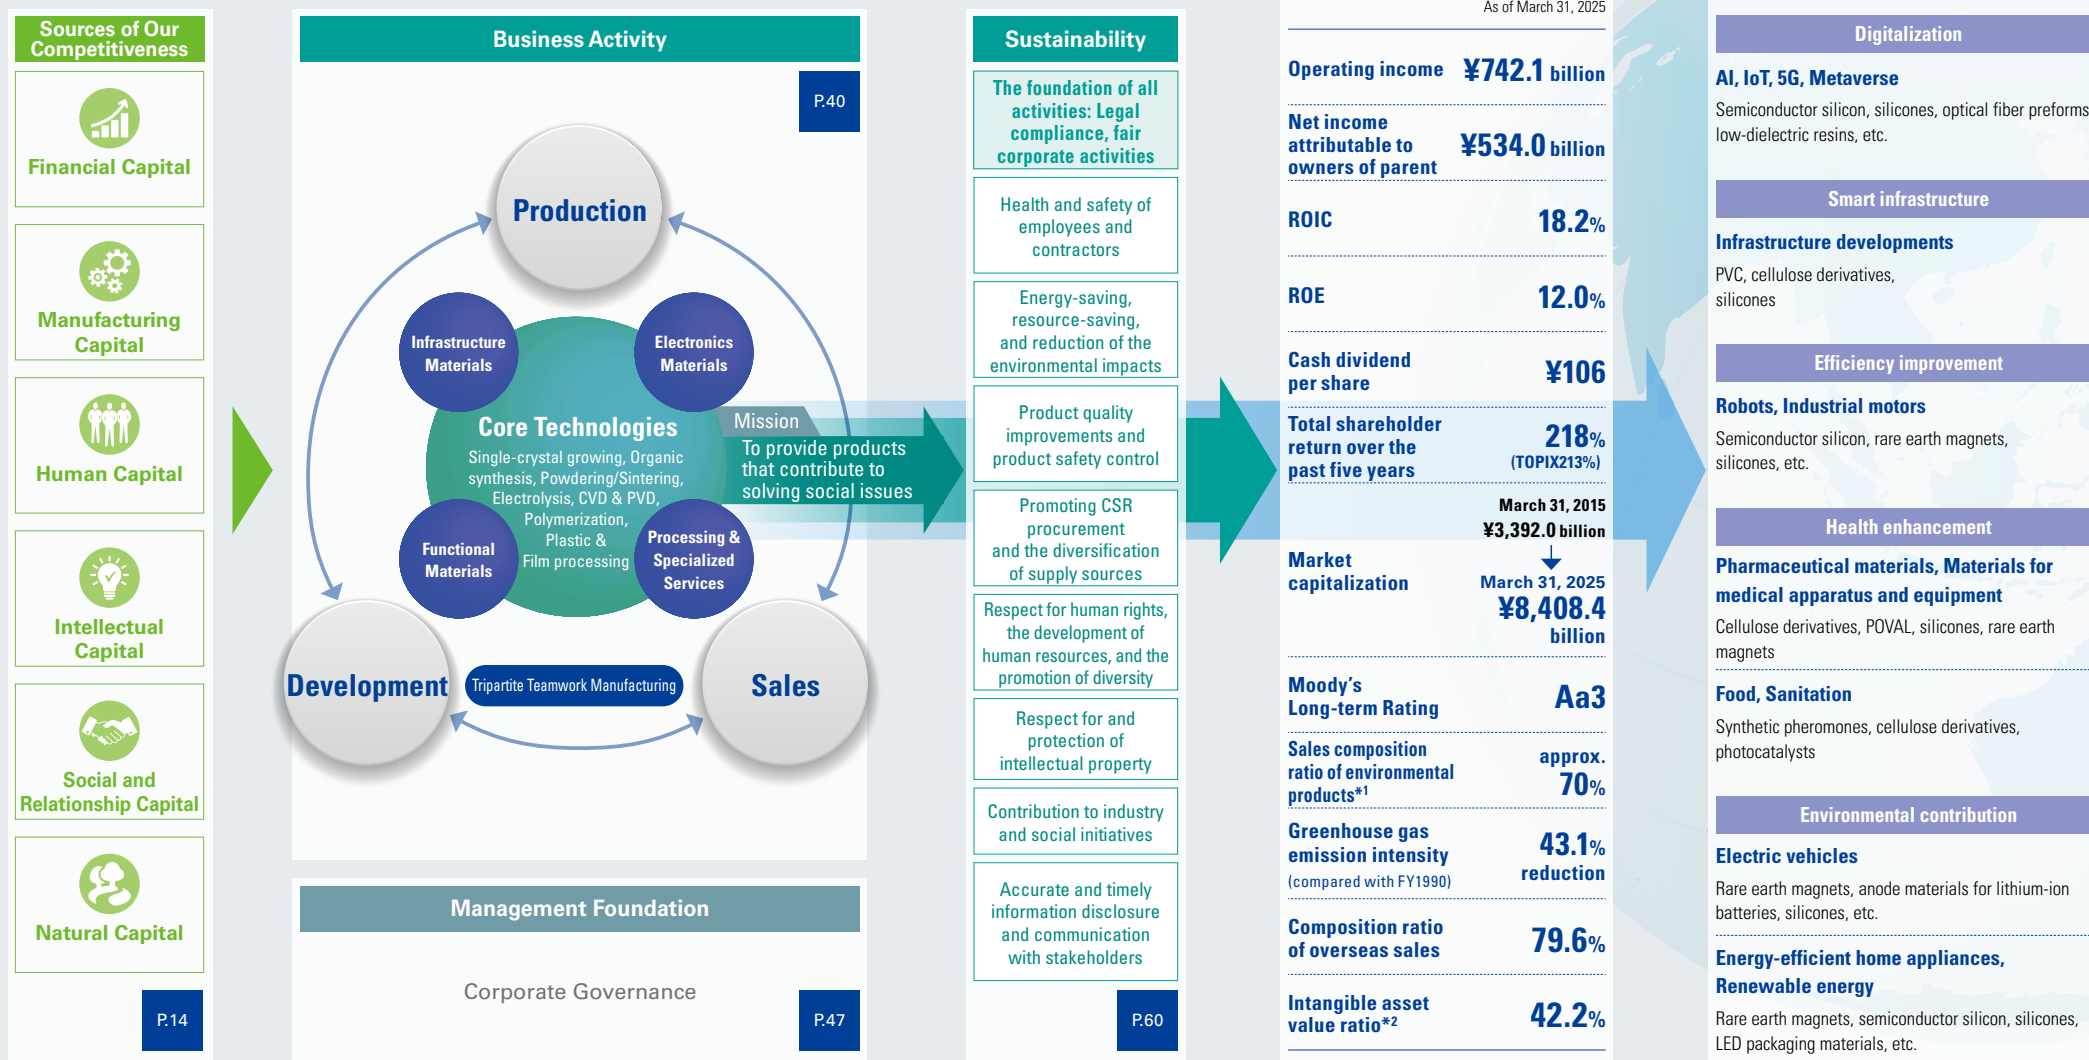 Sources of Our
Competitiveness
Financial Capital
Manufacturing
Capital
Human Capital
Intellectual
Capital
Social and
Relationship Capital
Natural Capital
P.14
Business Activity
P.40
Production
Infrastructure
Materials
Electronics
Materials
Core Technologies
Single-crystal growing, Organic
synthesis, Powdering/Sintering,
Electrolysis, CVD & PVD,
Polymerization,
Plastic &
Film processing
Functional
Materials
Processing &
Specialized
Services
Mission
To provide products
that contribute to
solving social issues
Development
Tripartite Teamwork Manufacturing
Sales
Management Foundation
Corporate Governance
P.47
Sustainability
The foundation of all
activities: Legal
compliance, fair
corporate activities
Health and safety of
employees and
contractors
Energy-saving,
resource-saving,
and reduction of the
environmental impacts
Product quality
improvements and
product safety control
Promoting CSR
procurement
and the diversification
of supply sources
Respect for human rights,
the development of
human resources, and the
promotion of diversity
Respect for and
protection of
intellectual property
Contribution to industry
and social initiatives
Accurate and timely
information disclosure
and communication
with stakeholders
P.60
As of March 31, 2025
Operating income ¥742.1 billion
Net income
attributable to
owners of parent
¥534.0 billion
ROIC 18.2%
ROE 12.0%
Cash dividend
per share
¥106
Total shareholder
return over the
past five years
218%
(TOPIX213%)
Market
capitalization
March 31, 2015
¥3,392.0 billion
March 31, 2025
¥8,408.4
billion
Moody's
Long-term Rating
Aa3
Sales composition
ratio of environmental
products*1
approx.
70%
Greenhouse gas
emission intensity
(compared with FY1990)
43.1%
reduction
Composition ratio
of overseas sales
79.6%
Intangible asset
value ratio*2
42.2%
Digitalization
AI, IoT, 5G, Metaverse
Semiconductor silicon, silicones, optical fiber preforms
low-dielectric resins, etc.
Smart infrastructure
Infrastructure developments
PVC, cellulose derivatives,
silicones
Efficiency improvement
Robots, Industrial motors
Semiconductor silicon, rare earth magnets,
silicones, etc.
Health enhancement
Pharmaceutical materials, Materials for
medical apparatus and equipment
Cellulose derivatives, POVAL, silicones, rare earth
magnets
Food, Sanitation
Synthetic pheromones, cellulose derivatives,
photocatalysts
Environmental contribution
Electric vehicles
Rare earth magnets, anode materials for lithium-ion
batteries, silicones, etc.
Energy-efficient home appliances,
Renewable energy
Rare earth magnets, semiconductor silicon, silicones,
LED packaging materials, etc.